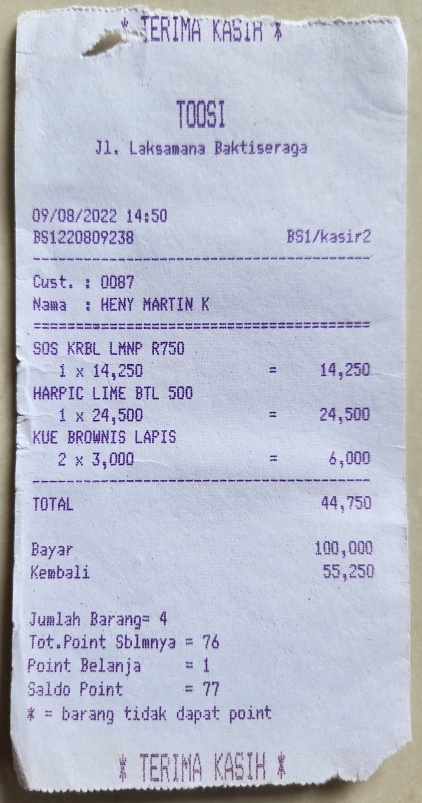 * TERIMA KASIH *
TOOSI
Jl. Laksamana Baktiseraga
09/08/2022 14:50
BS1220809238 BS1/kasir2
----------------------------------------
Cust. : 0087
Nama : HENY MARTIN K
========================================
SOS KRBL LMNP R750
1 x 14,250 = 14,250
HARPIC LIME BTL 500
1 x 24,500 = 24,500
KUE BROWNIS LAPIS
2 x 3,000 = 6,000
----------------------------------------
TOTAL 44,750
Bayar 100,000
Kembali 55,250
Jumlah Barang= 4
Tot.Point Sblmnya = 76
Point Belanja = 1
Saldo Point = 77
* = barang tidak dapat point
* TERIMA KASIH *